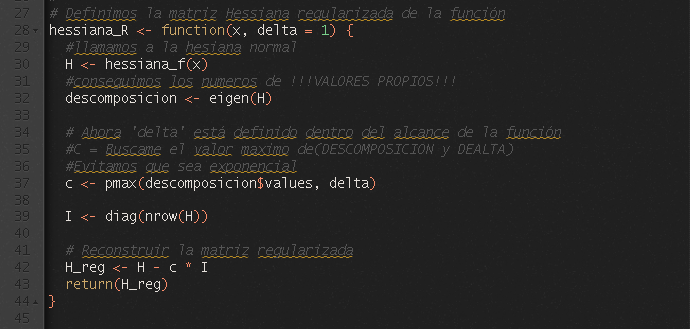 27 # Definimos la matriz Hessiana regularizada de la función
28 hessiana_R <- function(x, delta = 1) {
29 #llamamos a la hesiana normal
30 H <- hessiana_f(x)
31 #conseguimos los numeros de !!!VALORES PROPIOS!!!
32 descomposicion <- eigen(H)
33
34 # Ahora 'delta' está definido dentro del alcance de la función
35 #C = Buscame el valor maximo de(DESCOMPOSICION y DEALTA)
36 #Evitamos que sea exponencial
37 c <- pmax(descomposicion$values, delta)
38
39 I <- diag(nrow(H))
40
41 # Reconstruir la matriz regularizada
42 H_reg <- H - c * I
43 return(H_reg)
44 }
45